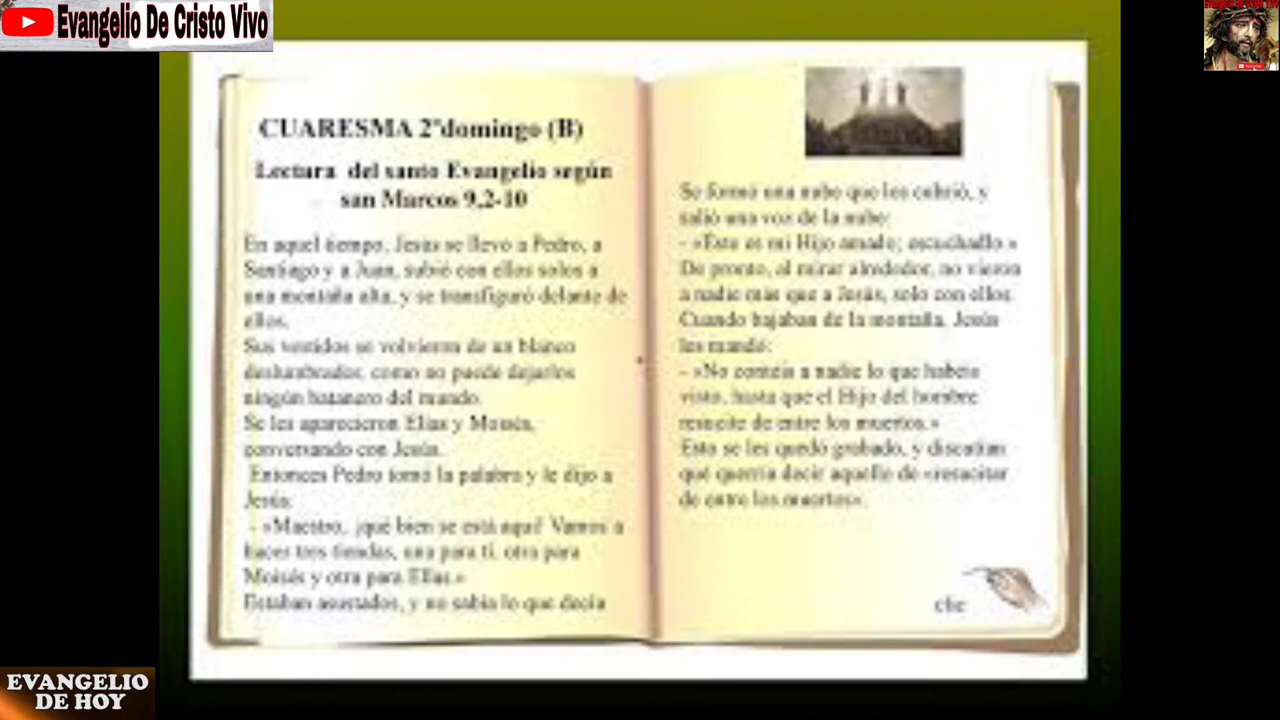 Evangelio De Cristo Vivo
CUARESMA 2ºdomingo (B)
Lectura del santo Evangelio según
san Marcos 9,2-10
En aquel tiempo, Jesús se llevó a Pedro, a
Santiago y a Juan, subió con ellos solos a
una montaña alta, y se transfiguró delante de
ellos.
Sus vestidos se volvieron de un blanco
deslumbrador, como no puede dejarlos
ningún batanero del mundo.
Se les aparecieron Elías y Moisés,
conversando con Jesús.
Entonces Pedro tomó la palabra y le dijo a
Jesús:
- «Maestro, ¡qué bien se está aquí! Vamos a
hacer tres tiendas, una para ti, otra para
Moisés y otra para Elías.»
Estaban asustados, y no sabía lo que decía
Se formó una nube que los cubrió, y
salió una voz de la nube:
- «Este es mi Hijo amado; escuchadlo.»
De pronto, al mirar alrededor, no vieron
a nadie más que a Jesús, solo con ellos.
Cuando bajaban de la montaña, Jesús
les mandó:
- «No contéis a nadie lo que habéis
visto, hasta que el Hijo del hombre
resucite de entre los muertos.»
Esto se les quedó grabado, y discutían
qué querría decir aquello de «resucitar
de entre los muertos».
clic
EVANGELIO
DE HOY